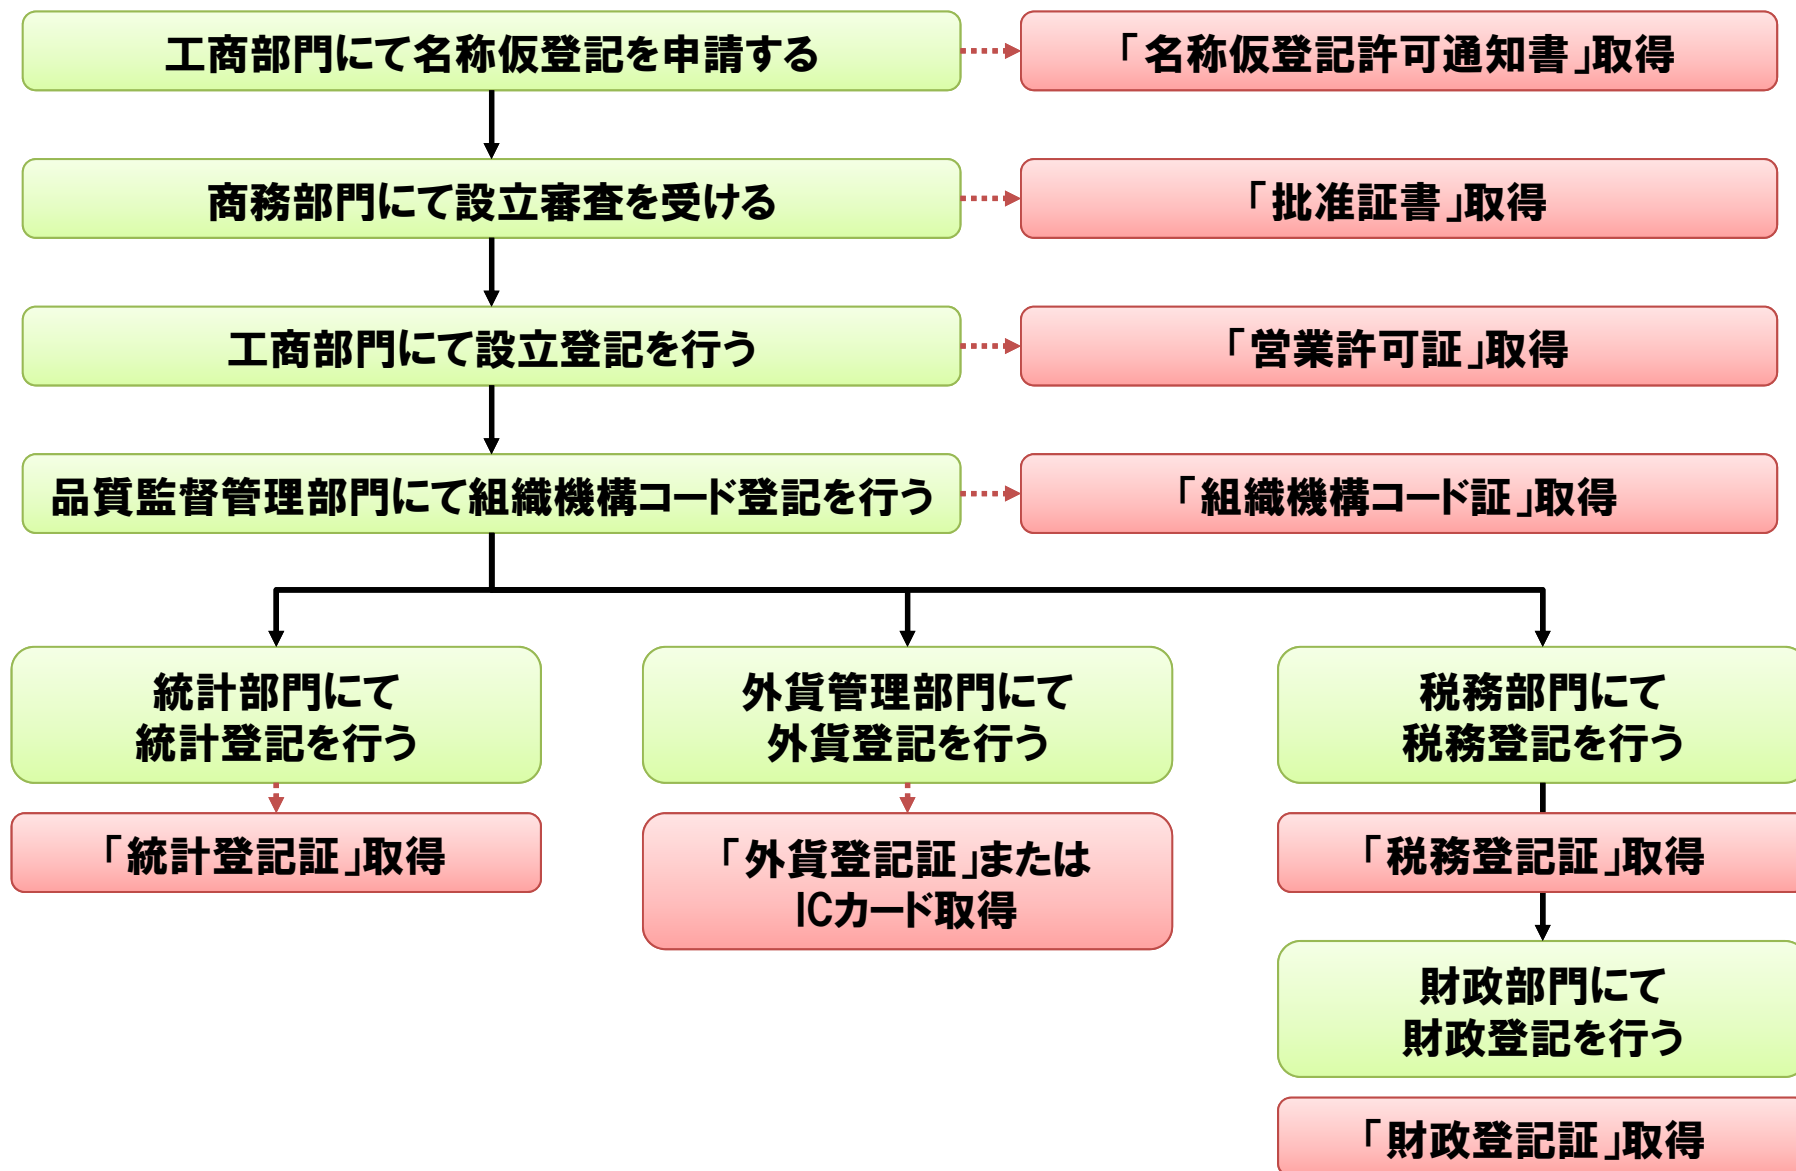 工商部門にて名称仮登記を申請する
「名称仮登記許可通知書」取得
商務部門にて設立審査を受ける
「批准証書」取得
工商部門にて設立登記を行う
「営業許可証」取得
品質監督管理部門にて組織機構コード登記を行う
「組織機構コード証」取得
統計部門にて
統計登記を行う
「統計登記証」取得
外貨管理部門にて
外貨登記を行う
「外貨登記証」または
ICカード取得
税務部門にて
税務登記を行う
「税務登記証」取得
財政部門にて
財政登記を行う
「財政登記証」取得